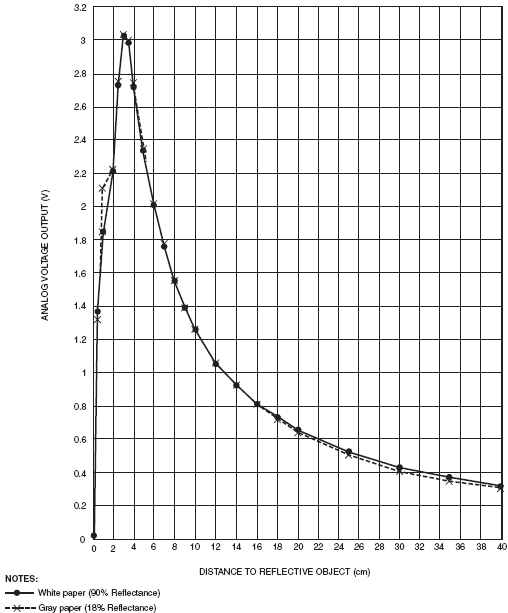 3.2
3
2.8
2.6
2.4
2.2
2
1.8
1.6
1.4
1.2
1
0.8
0.6
0.4
0.2
0
ANALOG VOLTAGE OUTPUT (V)
0 2 4 6 8 10 12 14 16 18 20 22 24 26 28 30 32 34 36 38 40
DISTANCE TO REFLECTIVE OBJECT (cm)
NOTES:
White paper (90% Reflectance)
Gray paper (18% Reflectance)